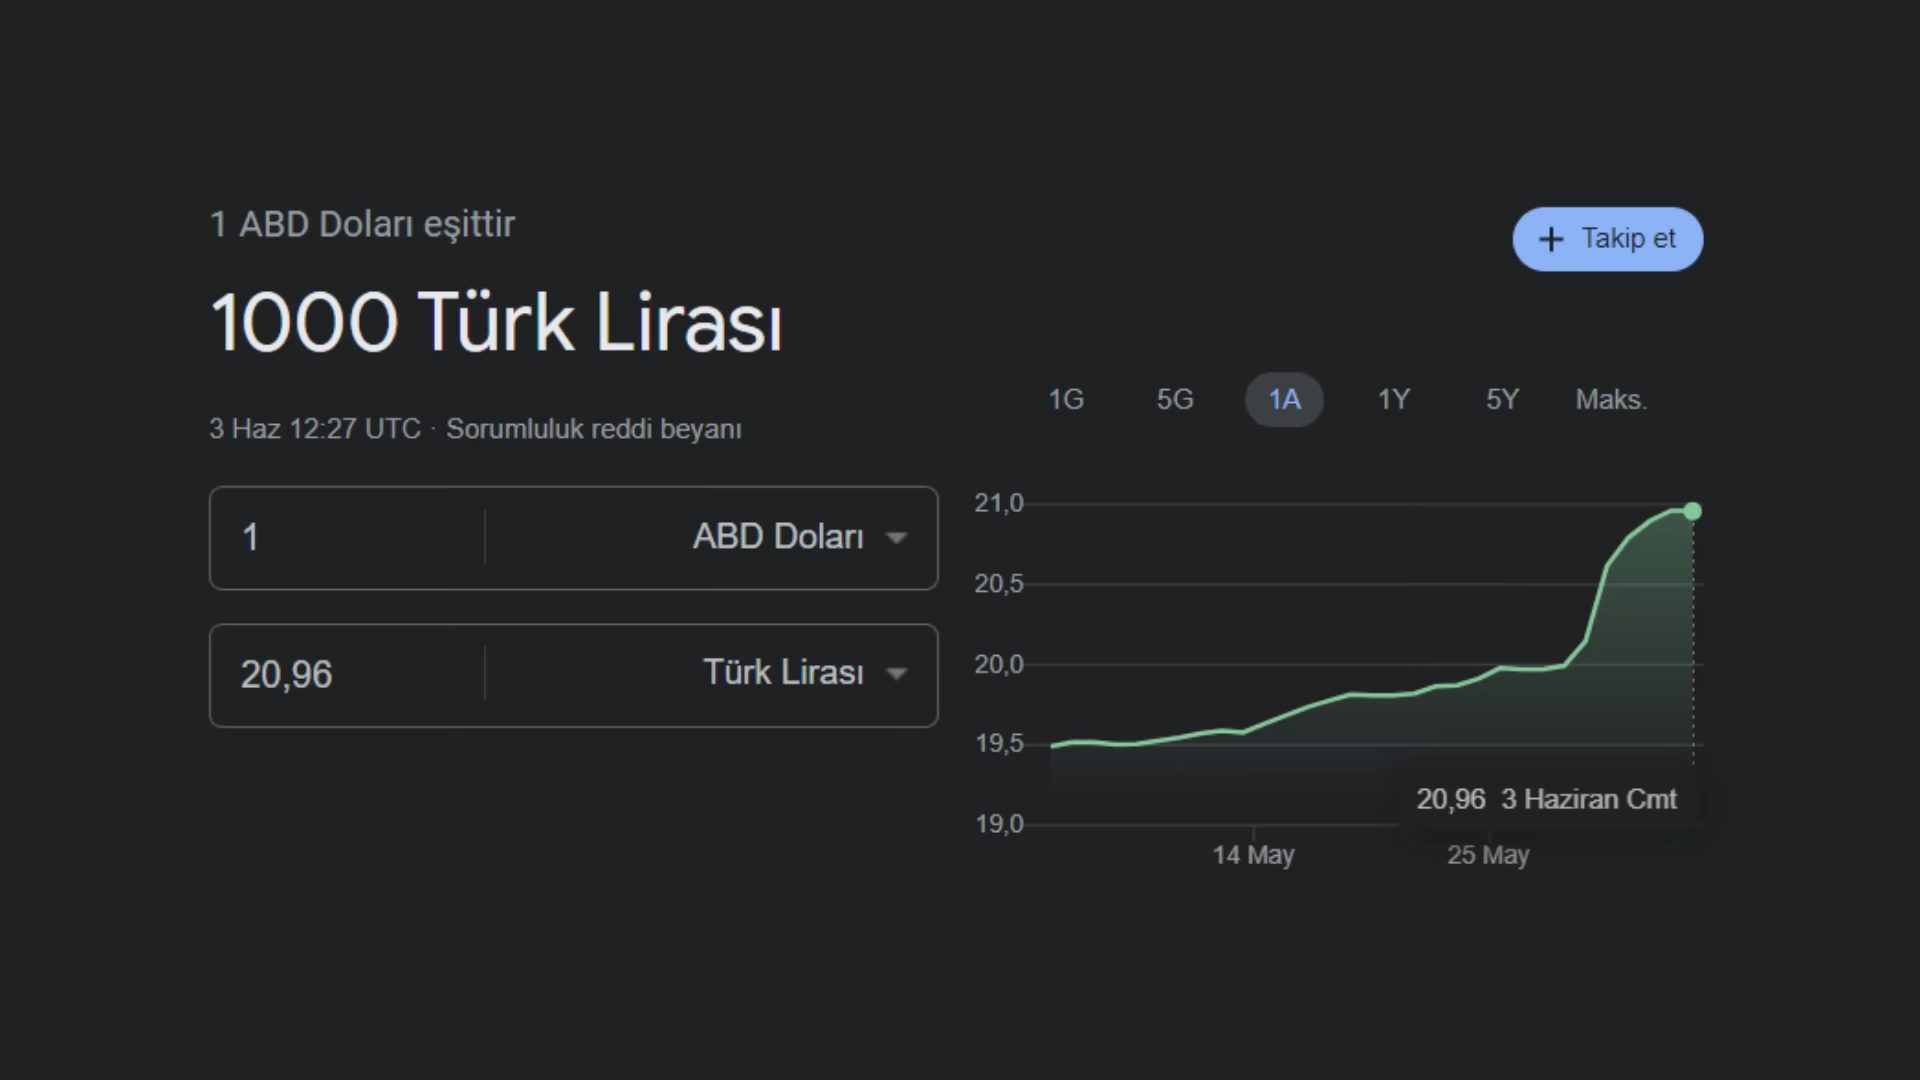 1 ABD Doları eşittir
+ Takip et
1000 Türk Lirası
3 Haz 12:27 UTC · Sorumluluk reddi beyanı
1G 5G 1A 1Y 5Y Maks.
1 ABD Doları
20,96 Türk Lirası
21,0
20,5
20,0
19,5
19,0
20,96 3 Haziran Cmt
14 May 25 May